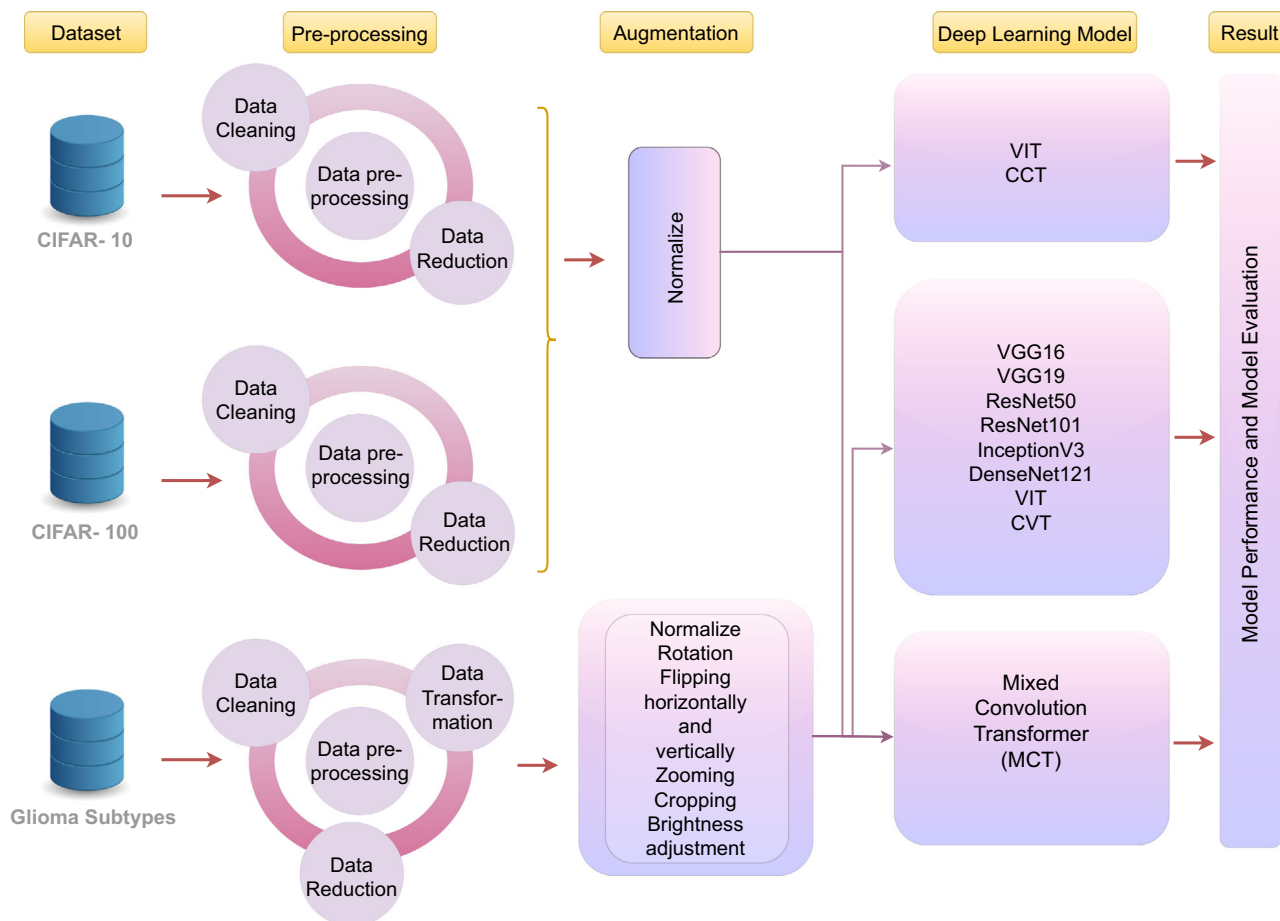 Dataset
Pre-processing
Augmentation
Deep Learning Model
Result
Data
Cleaning
Data pre-
processing
Data
Reduction
CIFAR- 10
Normalize
VIT
CCT
Data
Cleaning
Data pre-
processing
Data
Reduction
CIFAR- 100
VGG16
VGG19
ResNet50
ResNet101
InceptionV3
DenseNet121
VIT
CVT
Model Performance and Model Evaluation
Data
Cleaning
Data
Transfor-
mation
Data pre-
processing
Data
Reduction
Glioma Subtypes
Normalize
Rotation
Flipping
horizontally
and
vertically
Zooming
Cropping
Brightness
adjustment
Mixed
Convolution
Transformer
(MCT)